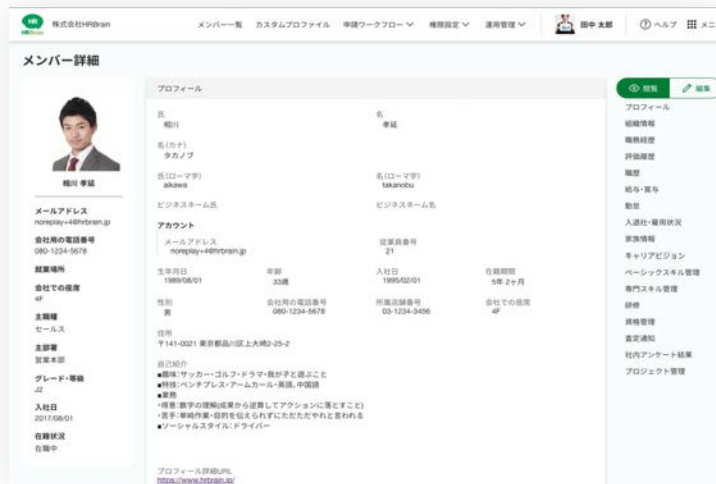 HR
HRBrain
株式会社HRBrain
メンバー一覧
カスタムプロファイル
申請ワークフロー
権限設定
運用管理
田中 太郎
ヘルプ
メニ
メンバー詳細
相川 孝延
メールアドレス
noreplay+4@hrbrain.jp
会社用の電話番号
080-1234-5678
就業場所
会社での座席
4F
主職種
セールス
主部署
営業本部
グレード・等級
J2
入社日
2017/08/01
在籍状況
在職中
プロフィール
氏
相川
名
孝延
名(カナ)
タカノブ
氏(ローマ字)
aikawa
名(ローマ字)
takanobu
ビジネスネーム氏
ビジネスネーム名
アカウント
メールアドレス
noreplay+4@hrbrain.jp
従業員番号
21
生年月日
1989/08/01
年齢
33歳
入社日
1995/02/01
在籍期間
5年 2ヶ月
性別
男
会社用の電話番号
080-1234-5678
所属店舗番号
03-1234-3456
会社での座席
4F
住所
〒141-0021 東京都品川区上大崎2-25-2
自己紹介
■趣味:サッカー・ゴルフ・ドラマ・我が子と遊ぶこと
■特技:ベンチプレス・アームカール・英語、中国語
■業務
・得意:数字の理解(成果から逆算してアクションに落とすこと)
・苦手:単純作業・目的を伝えられずにただただやれと言われる
■ソーシャルスタイル:ドライバー
プロフィール詳細URL
https://www.hrbrain.jp/
閲覧
編集
プロフィール
組織情報
職務経歴
評価履歴
職歴
給与・賞与
勤怠
入退社・雇用状況
家族情報
キャリアビジョン
ベーシックスキル管理
専門スキル管理
研修
資格管理
査定通知
社内アンケート結果
プロジェクト管理